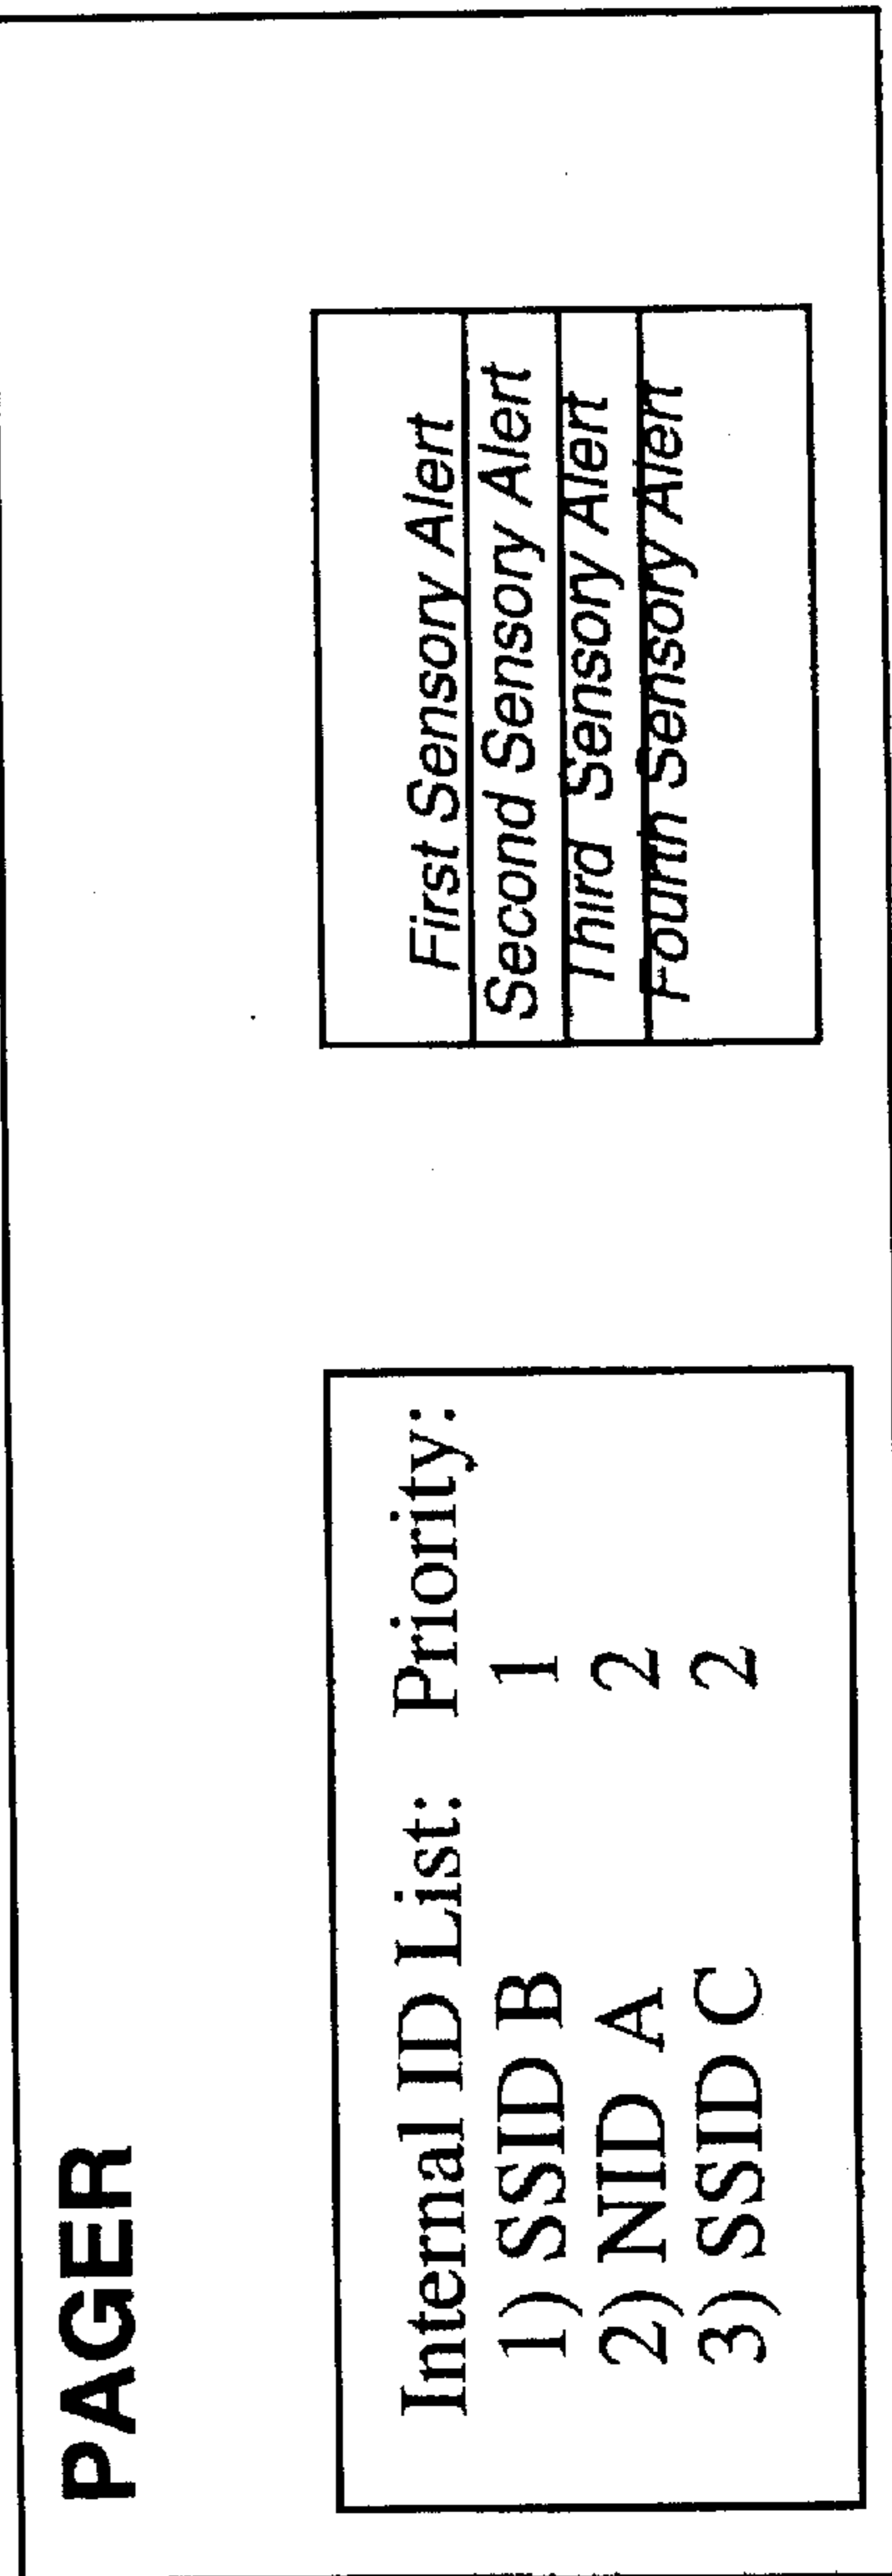 PAGER
Internal ID List: Priority:
1) SSID B 1
2) NID A 2
3) SSID C 2
First Sensory Alert
Second Sensory Alert
Third Sensory Alert
Fourth Sensory Alert